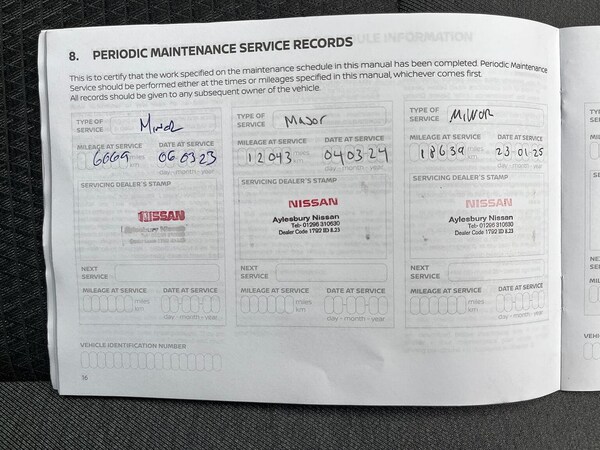 8. PERIODIC MAINTENANCE SERVICE RECORDS
This is to certify that the work specified on the maintenance schedule in this manual has been completed. Periodic Maintenance
Service should be performed either at the times or mileages specified in this manual, whichever comes first.
All records should be given to any subsequent owner of the vehicle.
TYPE OF SERVICE Minor
MILEAGE AT SERVICE DATE AT SERVICE
6669 miles 06 03 23
km day - month - year
SERVICING DEALER'S STAMP
NISSAN
Aylesbury Nissan
NEXT SERVICE
MILEAGE AT SERVICE DATE AT SERVICE
miles
km day - month - year
TYPE OF SERVICE Major
MILEAGE AT SERVICE DATE AT SERVICE
12043 miles 04 03 24
km day - month - year
SERVICING DEALER'S STAMP
NISSAN
Aylesbury Nissan
Tel:- 01296 310630
Dealer Code 1792 ID 8.23
NEXT SERVICE
MILEAGE AT SERVICE DATE AT SERVICE
miles
km day - month - year
TYPE OF SERVICE MINOR
MILEAGE AT SERVICE DATE AT SERVICE
18659 miles 23-01-25
km day - month - year
SERVICING DEALER'S STAMP
NISSAN
Aylesbury Nissan
Tel:- 01296 310630
Dealer Code 1792 ID 8.23
NEXT SERVICE
MILEAGE AT SERVICE DATE AT SERVICE
miles
km day - month - year
VEHICLE IDENTIFICATION NUMBER
16